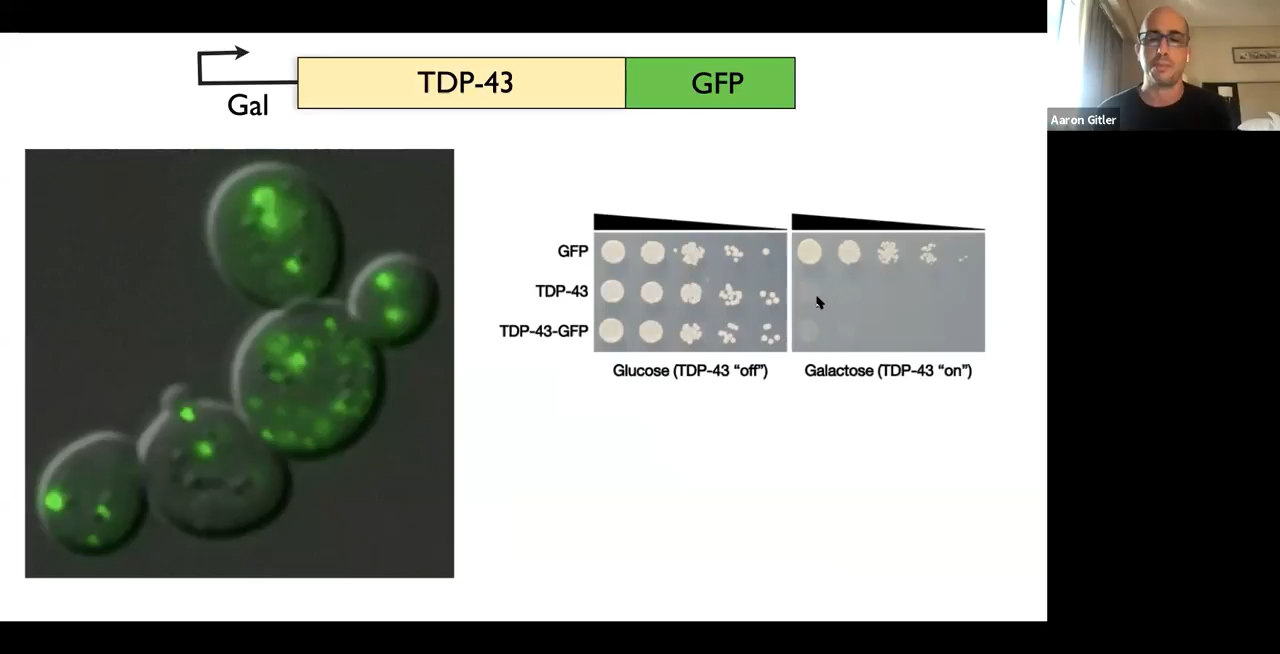 TDP-43
GFP
Gal
Aaron Gitler
GFP
TDP-43
TDP-43-GFP
Glucose (TDP-43 “off”)
Galactose (TDP-43 “on”)